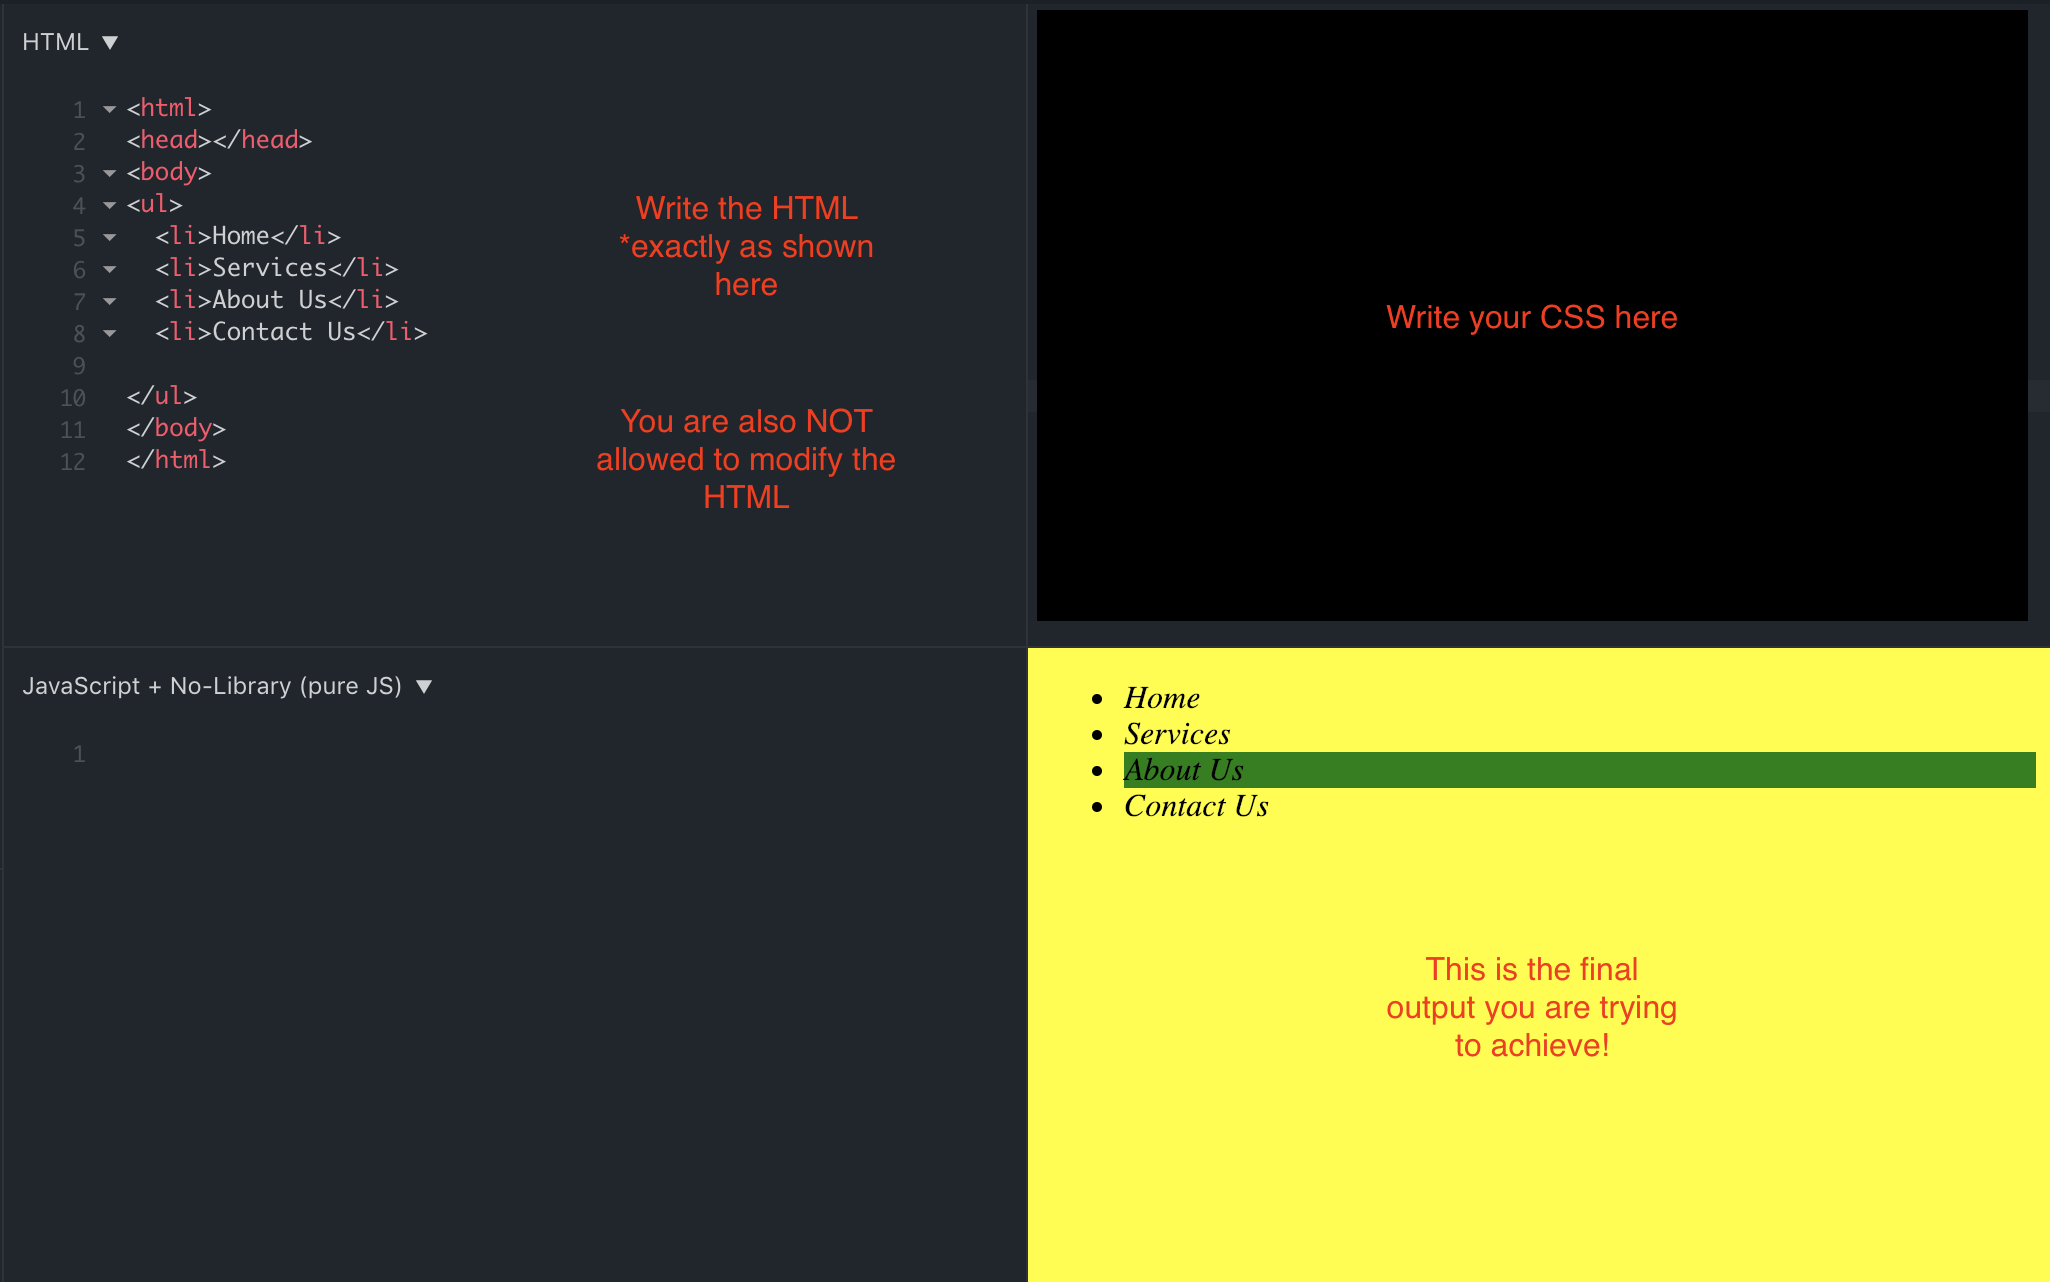 HTML ▼
1 ▾ <html>
2 <head></head>
3 ▾ <body>
4 ▾ <ul>
5 ▾ <li>Home</li>
6 ▾ <li>Services</li>
7 ▾ <li>About Us</li>
8 ▾ <li>Contact Us</li>
9
10 </ul>
11 </body>
12 </html>
Write the HTML
*exactly as shown
here
You are also NOT
allowed to modify the
HTML
Write your CSS here
JavaScript + No-Library (pure JS) ▼
1
• Home
• Services
• About Us
• Contact Us
This is the final
output you are trying
to achieve!